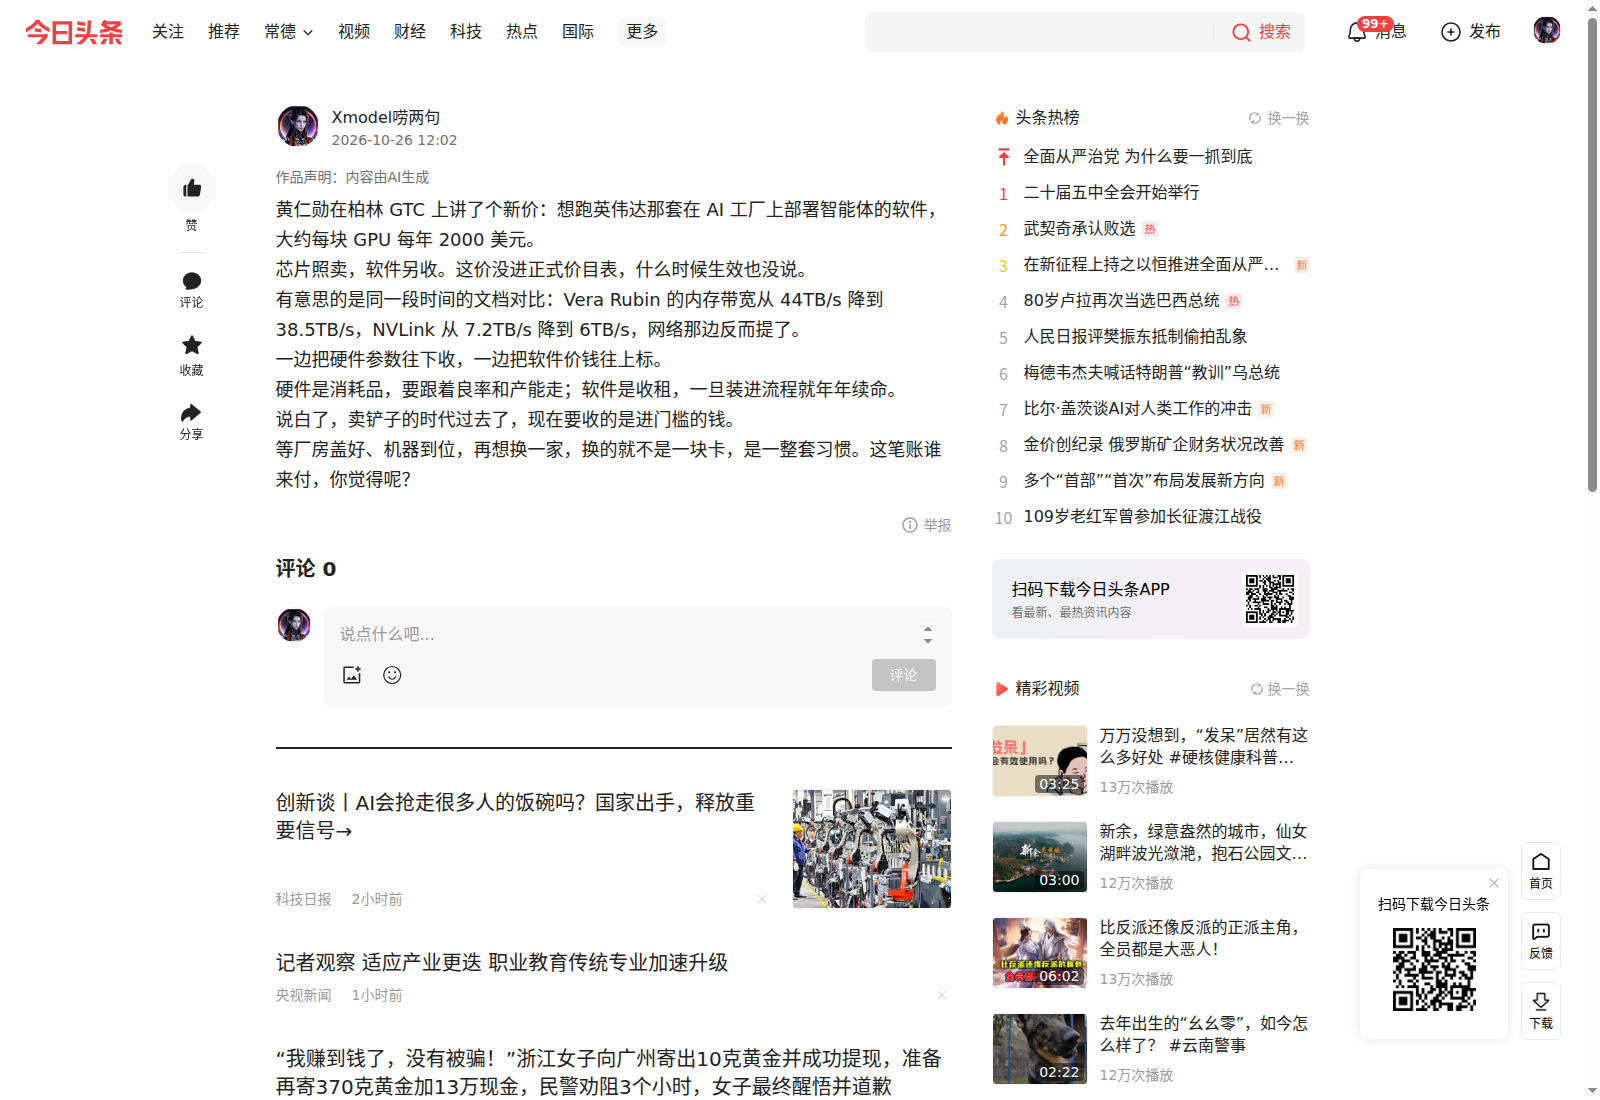 今日头条
关注
推荐
常德
视频
财经
科技
热点
国际
更多
搜索
99+
消息
发布
Xmodel唠两句
2026-10-26 12:02
赞
评论
收藏
分享
作品声明：内容由AI生成
黄仁勋在柏林 GTC 上讲了个新价：想跑英伟达那套在 AI 工厂上部署智能体的软件，
大约每块 GPU 每年 2000 美元。
芯片照卖，软件另收。这价没进正式价目表，什么时候生效也没说。
有意思的是同一段时间的文档对比：Vera Rubin 的内存带宽从 44TB/s 降到
38.5TB/s，NVLink 从 7.2TB/s 降到 6TB/s，网络那边反而提了。
一边把硬件参数往下收，一边把软件价钱往上标。
硬件是消耗品，要跟着良率和产能走；软件是收租，一旦装进流程就年年续命。
说白了，卖铲子的时代过去了，现在要收的是进门槛的钱。
等厂房盖好、机器到位，再想换一家，换的就不是一块卡，是一整套习惯。这笔账谁
来付，你觉得呢？
举报
评论 0
说点什么吧...
评论
创新谈丨AI会抢走很多人的饭碗吗？国家出手，释放重
要信号→
科技日报 2小时前
记者观察 适应产业更迭 职业教育传统专业加速升级
央视新闻 1小时前
“我赚到钱了，没有被骗！”浙江女子向广州寄出10克黄金并成功提现，准备
再寄370克黄金加13万现金，民警劝阻3个小时，女子最终醒悟并道歉
头条热榜
换一换
全面从严治党 为什么要一抓到底
1 二十届五中全会开始举行
2 武契奇承认败选 热
3 在新征程上持之以恒推进全面从严... 新
4 80岁卢拉再次当选巴西总统 热
5 人民日报评樊振东抵制偷拍乱象
6 梅德韦杰夫喊话特朗普“教训”乌总统
7 比尔·盖茨谈AI对人类工作的冲击 新
8 金价创纪录 俄罗斯矿企财务状况改善 新
9 多个“首部”“首次”布局发展新方向 新
10 109岁老红军曾参加长征渡江战役
扫码下载今日头条APP
看最新、最热资讯内容
精彩视频
换一换
03:25
万万没想到，“发呆”居然有这
么多好处 #硬核健康科普...
13万次播放
03:00
新余，绿意盎然的城市，仙女
湖畔波光潋滟，抱石公园文...
12万次播放
06:02
比反派还像反派的正派主角，
全员都是大恶人！
13万次播放
02:22
去年出生的“幺幺零”，如今怎
么样了？ #云南警事
12万次播放
扫码下载今日头条
首页
反馈
下载